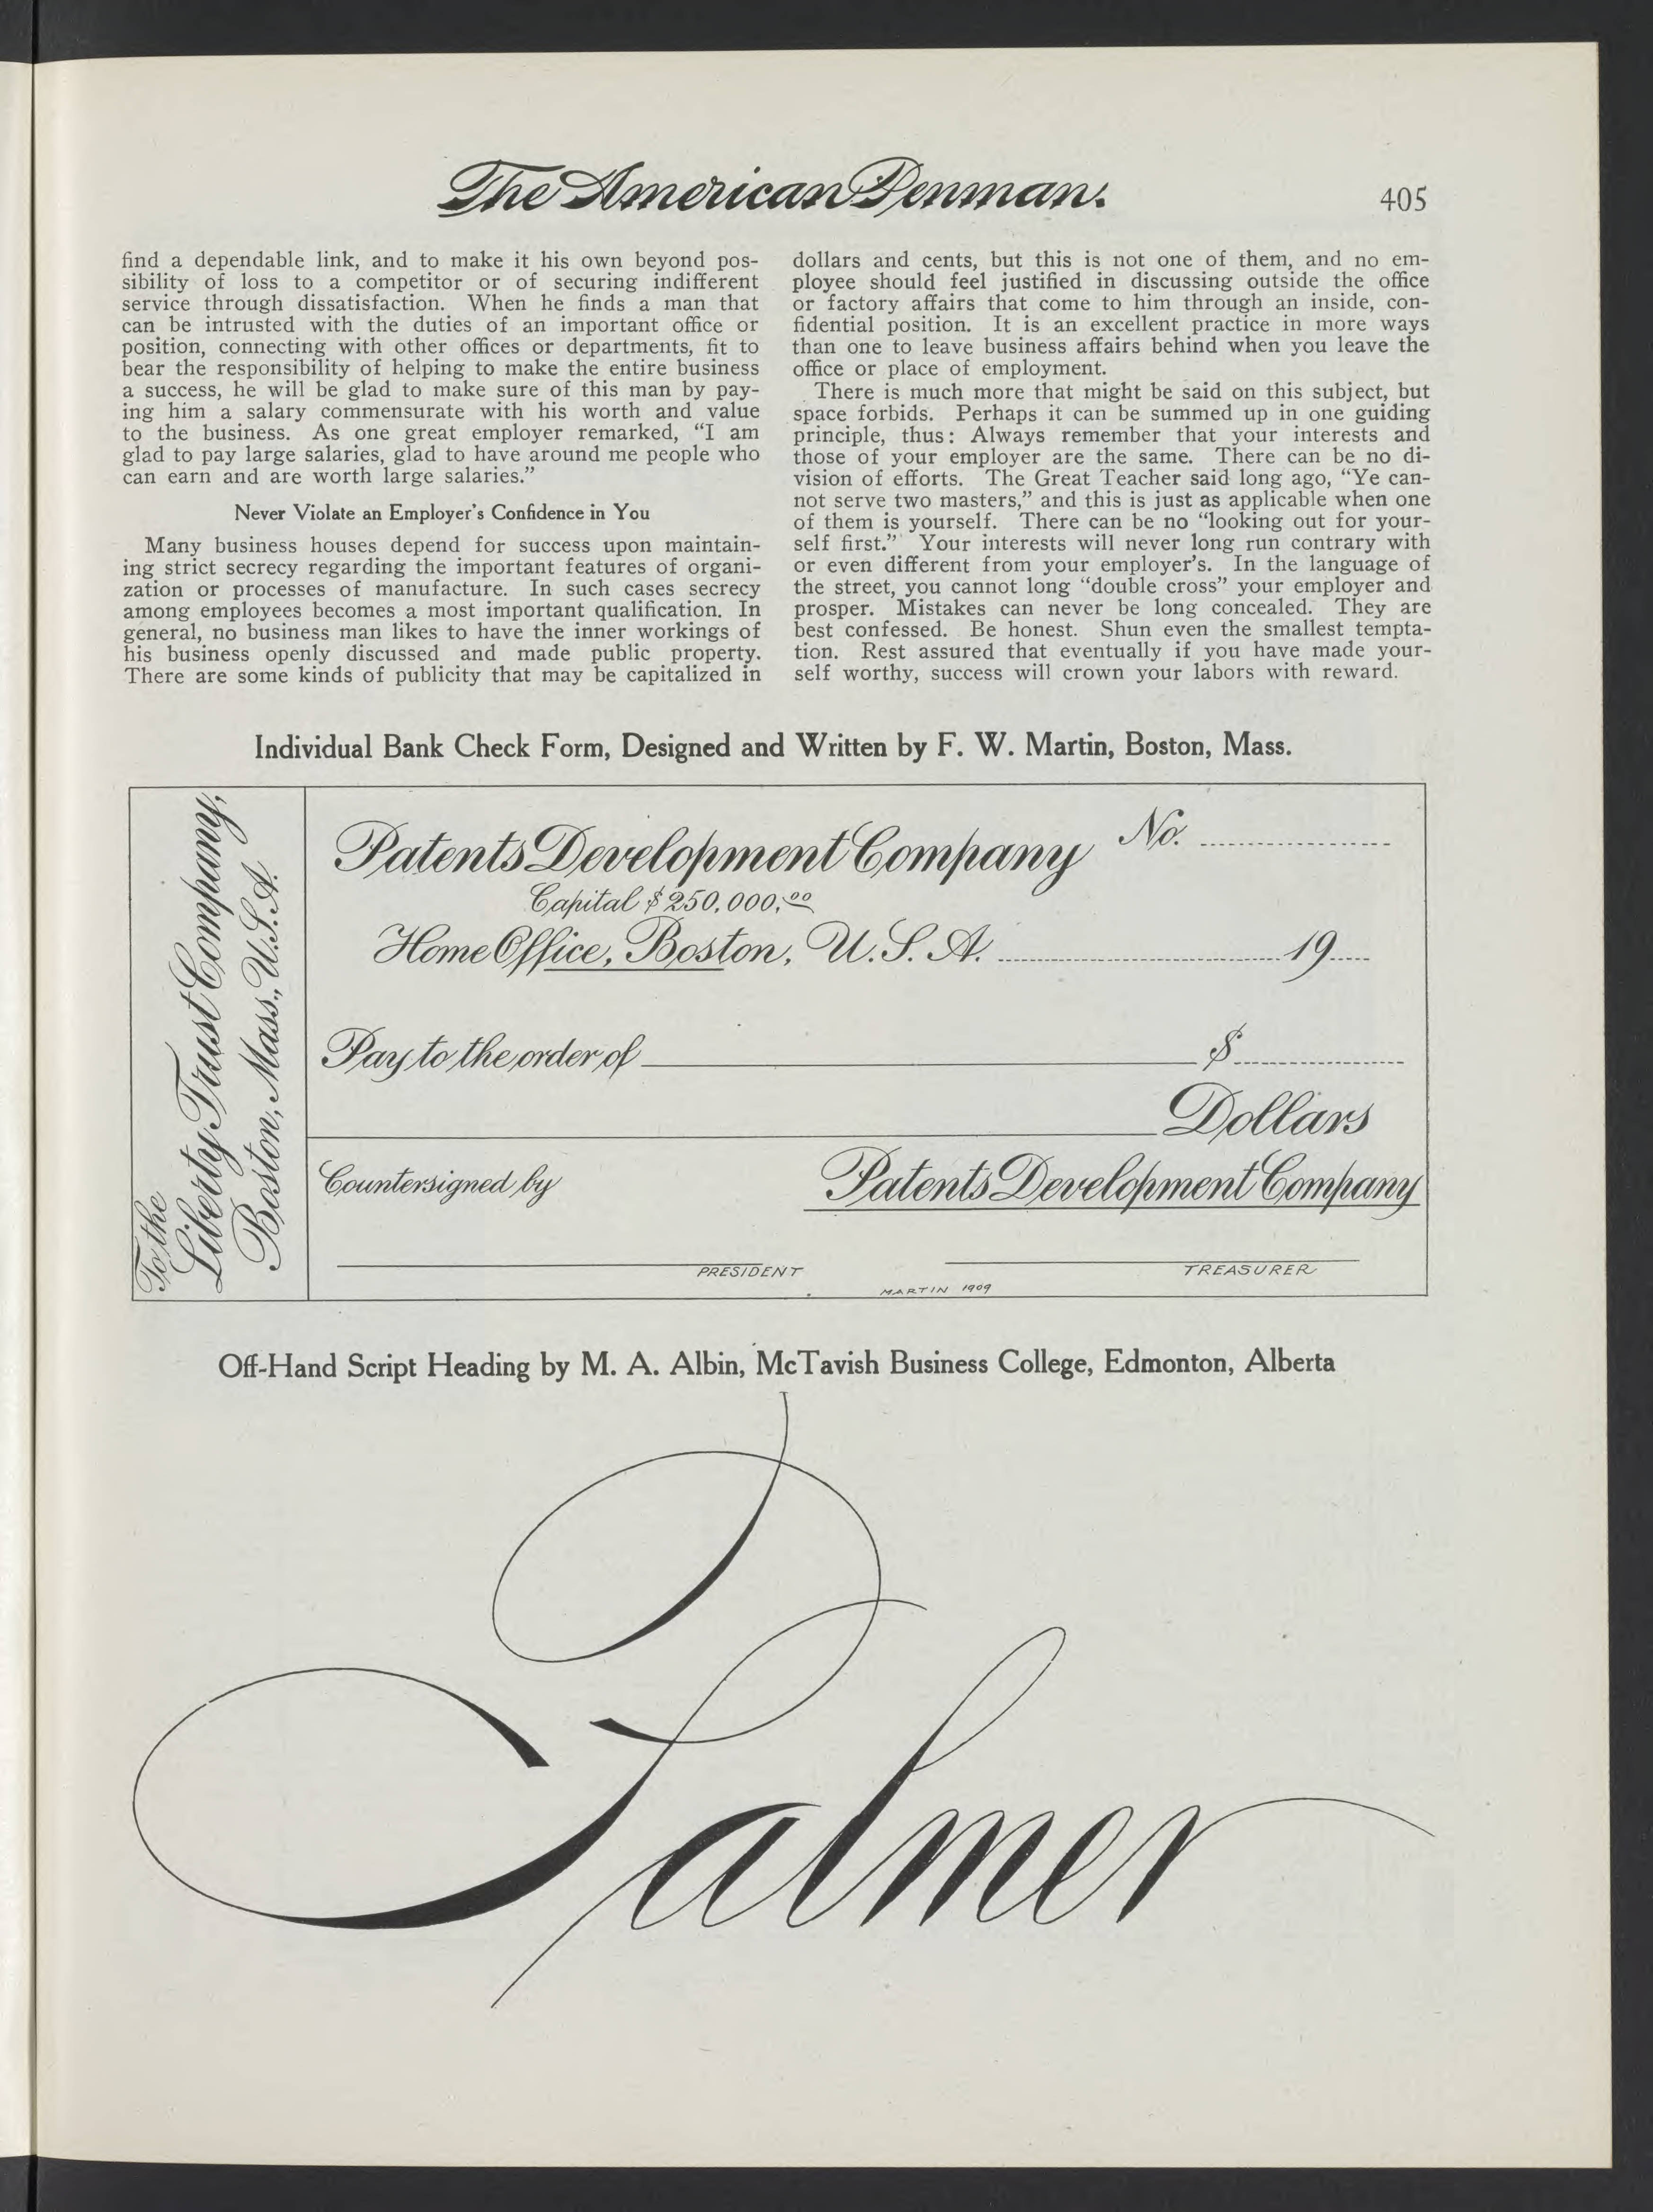 The American Penman.
405
find a dependable link, and to make it his own beyond pos-
sibility of loss to a competitor or of securing indifferent
service through dissatisfaction. When he finds a man that
can be intrusted with the duties of an important office or
position, connecting with other offices or departments, fit to
bear the responsibility of helping to make the entire business
a success, he will be glad to make sure of this man by pay-
ing him a salary commensurate with his worth and value
to the business. As one great employer remarked, “I am
glad to pay large salaries, glad to have around me people who
can earn and are worth large salaries.”
Never Violate an Employer’s Confidence in You
Many business houses depend for success upon maintain-
ing strict secrecy regarding the important features of organi-
zation or processes of manufacture. In such cases secrecy
among employees becomes a most important qualification. In
general, no business man likes to have the inner workings of
his business openly discussed and made public property.
There are some kinds of publicity that may be capitalized in
dollars and cents, but this is not one of them, and no em-
ployee should feel justified in discussing outside the office
or factory affairs that come to him through an inside, con-
fidential position. It is an excellent practice in more ways
than one to leave business affairs behind when you leave the
office or place of employment.
There is much more that might be said on this subject, but
space forbids. Perhaps it can be summed up in one guiding
principle, thus: Always remember that your interests and
those of your employer are the same. There can be no di-
vision of efforts. The Great Teacher said long ago, “Ye can-
not serve two masters,” and this is just as applicable when one
of them is yourself. There can be no “looking out for your-
self first.” Your interests will never long run contrary with
or even different from your employer’s. In the language of
the street, you cannot long “double cross” your employer and
prosper. Mistakes can never be long concealed. They are
best confessed. Be honest. Shun even the smallest tempta-
tion. Rest assured that eventually if you have made your-
self worthy, success will crown your labors with reward.
Individual Bank Check Form, Designed and Written by F. W. Martin, Boston, Mass.
To the
Liberty Trust Company,
Boston, Mass., U.S.A.
Patents Development Company No.
Capital $250,000,00
Home Office, Boston, U.S.A. 19
Pay to the order of $
Dollars
Countersigned by
Patents Development Company
PRESIDENT
TREASURER
MARTIN 1909
Off-Hand Script Heading by M. A. Albin, McTavish Business College, Edmonton, Alberta
Palmer